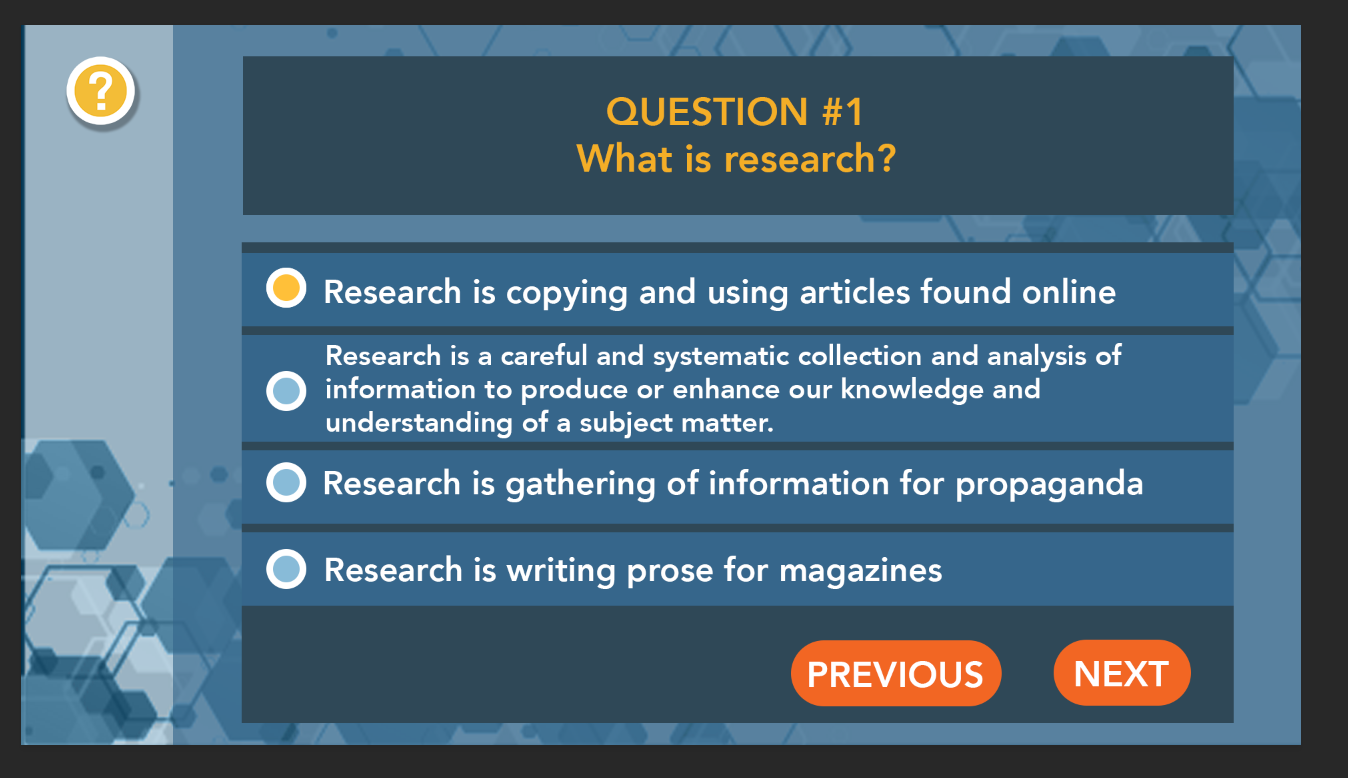 ?
QUESTION #1
What is research?
Research is copying and using articles found online
Research is a careful and systematic collection and analysis of
information to produce or enhance our knowledge and
understanding of a subject matter.
Research is gathering of information for propaganda
Research is writing prose for magazines
PREVIOUS
NEXT